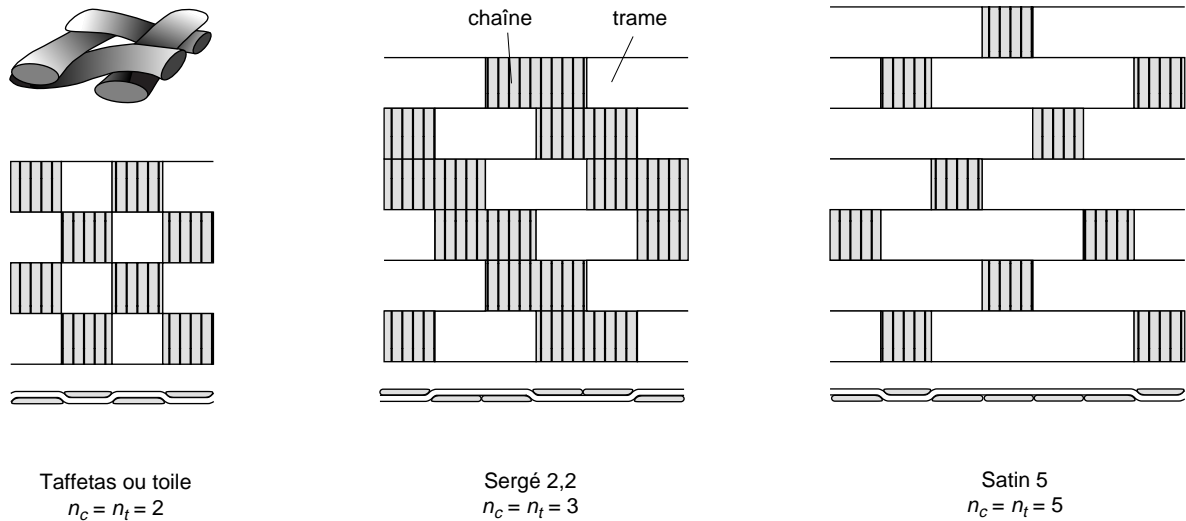 chaîne
trame
Taffetas ou toile
n_c = n_t = 2
Sergé 2,2
n_c = n_t = 3
Satin 5
n_c = n_t = 5